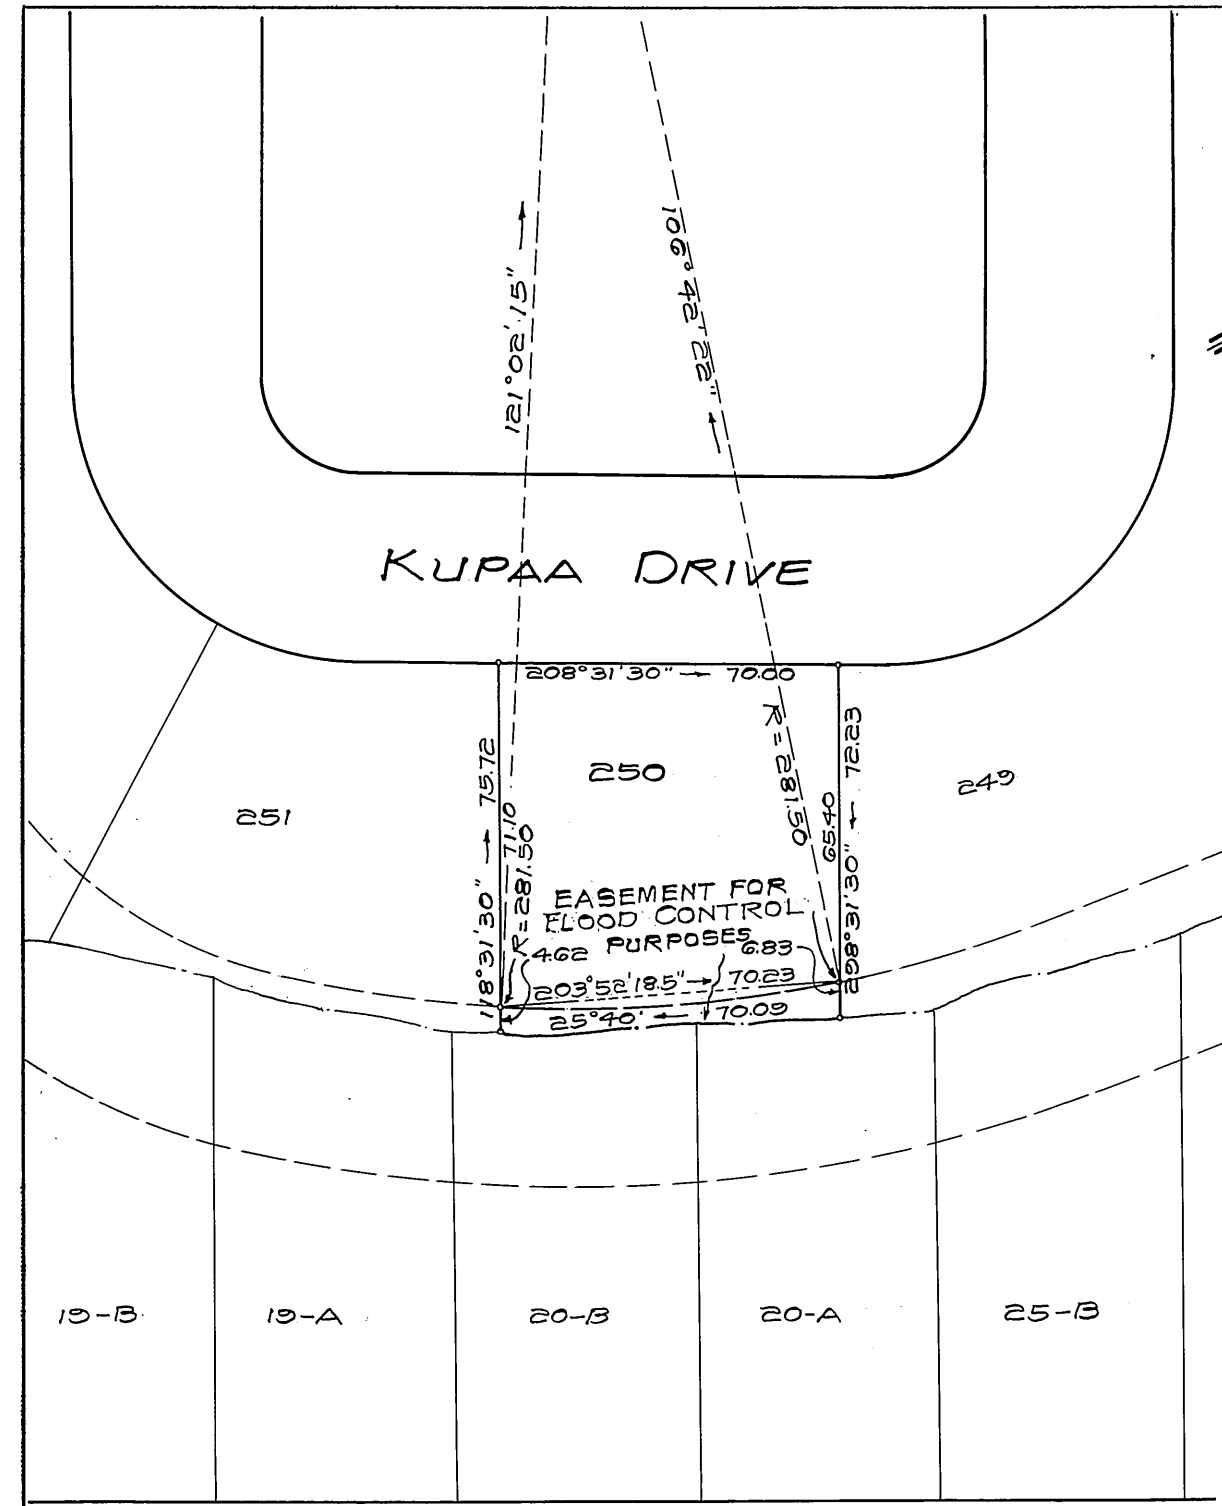 121°02'15" →
106°42'22" →
KUPAA DRIVE
208°31'30" → 70.00
118°31'30" → 75.72
71.10
R=281.50
250
R=281.50
65.40
298°31'30" ← 72.23
251
249
EASEMENT FOR
FLOOD CONTROL
PURPOSES
4.62
6.83
203°52'18.5" → 70.23
25°40' ← 70.09
19-B
19-A
20-B
20-A
25-B